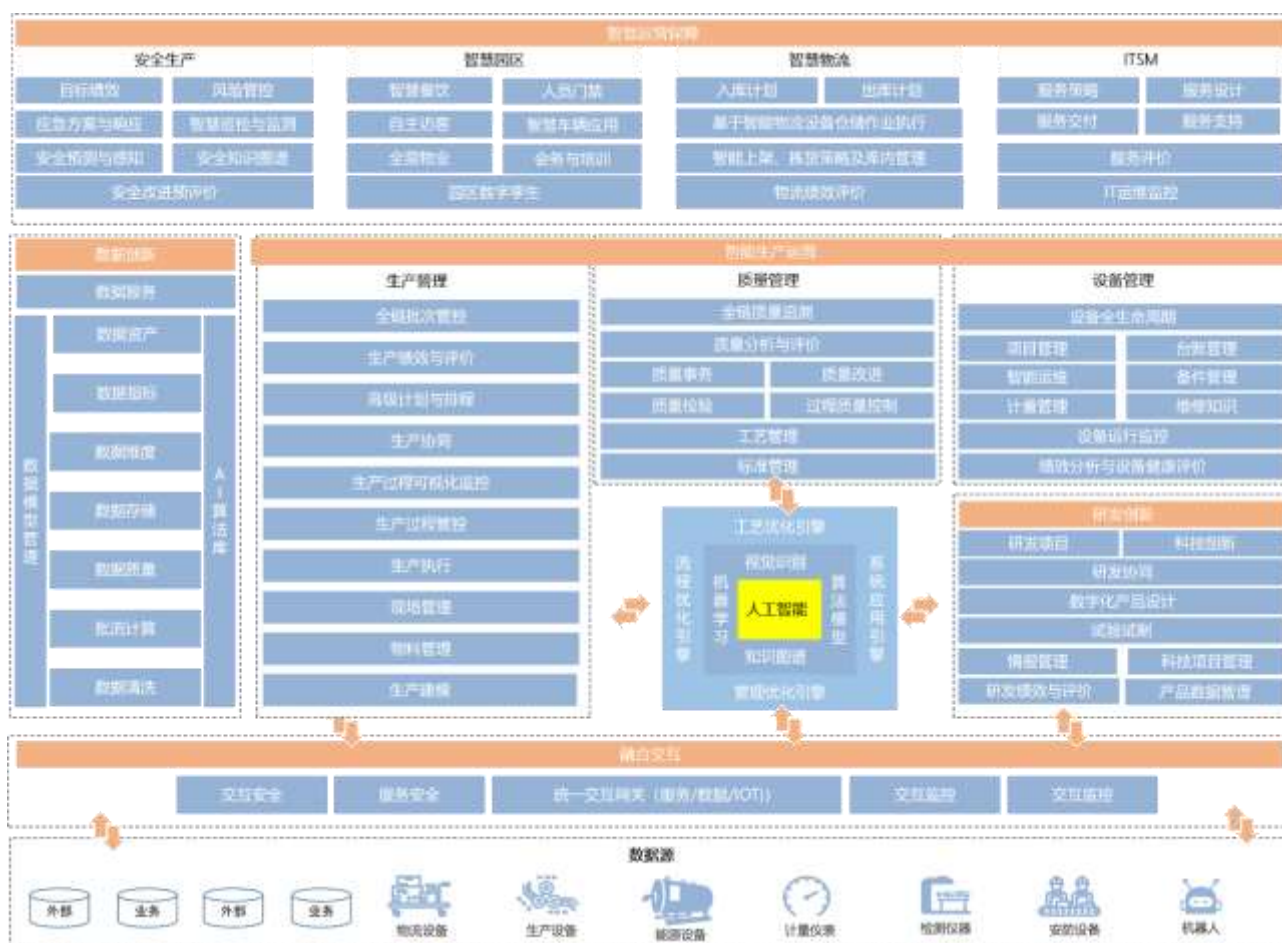 智慧运营保障
安全生产
目标绩效
风险管控
应急方案与响应
智慧巡检与监测
安全预测与感知
安全知识图谱
安全改进预评价
智慧园区
智慧餐饮
人员门禁
自主访客
智慧车辆应用
全景物业
会务与培训
园区数字孪生
智慧物流
入库计划
出库计划
基于智能物流设备仓储作业执行
智能上架、拣货策略及库内管理
物流绩效评价
ITSM
服务策略
服务设计
服务交付
服务支持
服务评价
IT运维监控
数据创新
数据服务
数据模型管理
数据资产
数据指标
数据维度
数据存储
数据质量
批流计算
数据清洗
AI算法库
智能生产运营
生产管理
全链批次管控
生产绩效与评价
高级计划与排程
生产协同
生产过程可视化监控
生产过程管控
生产执行
现场管理
物料管理
生产建模
质量管理
全链质量追溯
质量分析与评价
质量事务
质量改进
质量检验
过程质量控制
工艺管理
标准管理
设备管理
设备全生命周期
项目管理
台账管理
智能运维
备件管理
计量管理
维修知识
设备运行监控
绩效分析与设备健康评价
工艺优化引擎
流程优化引擎
视觉识别
机器学习
人工智能
算法模型
知识图谱
系统应用引擎
优化引擎
研发创新
研发项目
科技创新
研发协同
数字化产品设计
试验试制
情报管理
科技项目管理
研发绩效与评价
产品数据管理
融合交互
交互安全
服务安全
统一交互网关（服务/数据/IOT)）
交互监控
交互监控
数据源
外部
业务
外部
业务
物流设备
生产设备
能源设备
计量仪表
检测仪器
安防设备
机器人